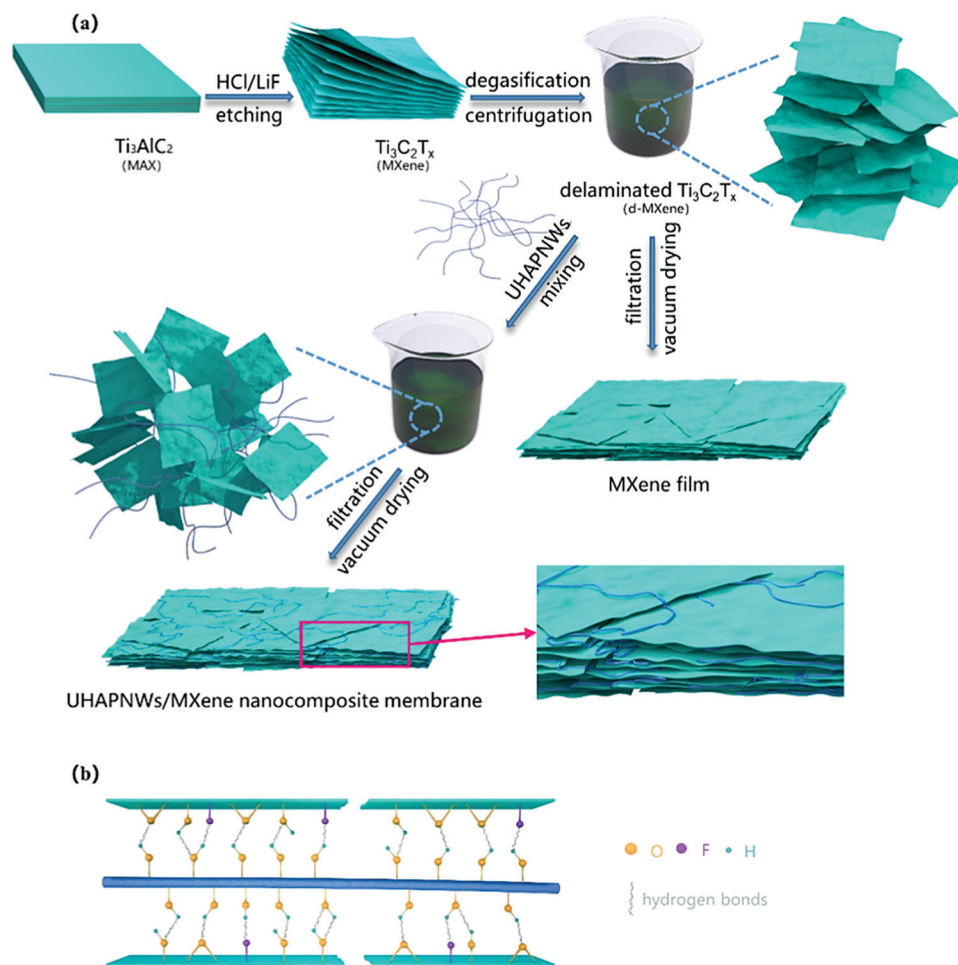 (a)
HCl/LiF
etching
degasification
centrifugation
Ti₃AlC₂
(MAX)
Ti₃C₂Tₓ
(MXene)
delaminated Ti₃C₂Tₓ
(d-MXene)
UHAPNWs
mixing
filtration
vacuum drying
MXene film
filtration
vacuum drying
UHAPNWs/MXene nanocomposite membrane
(b)
O F H
hydrogen bonds